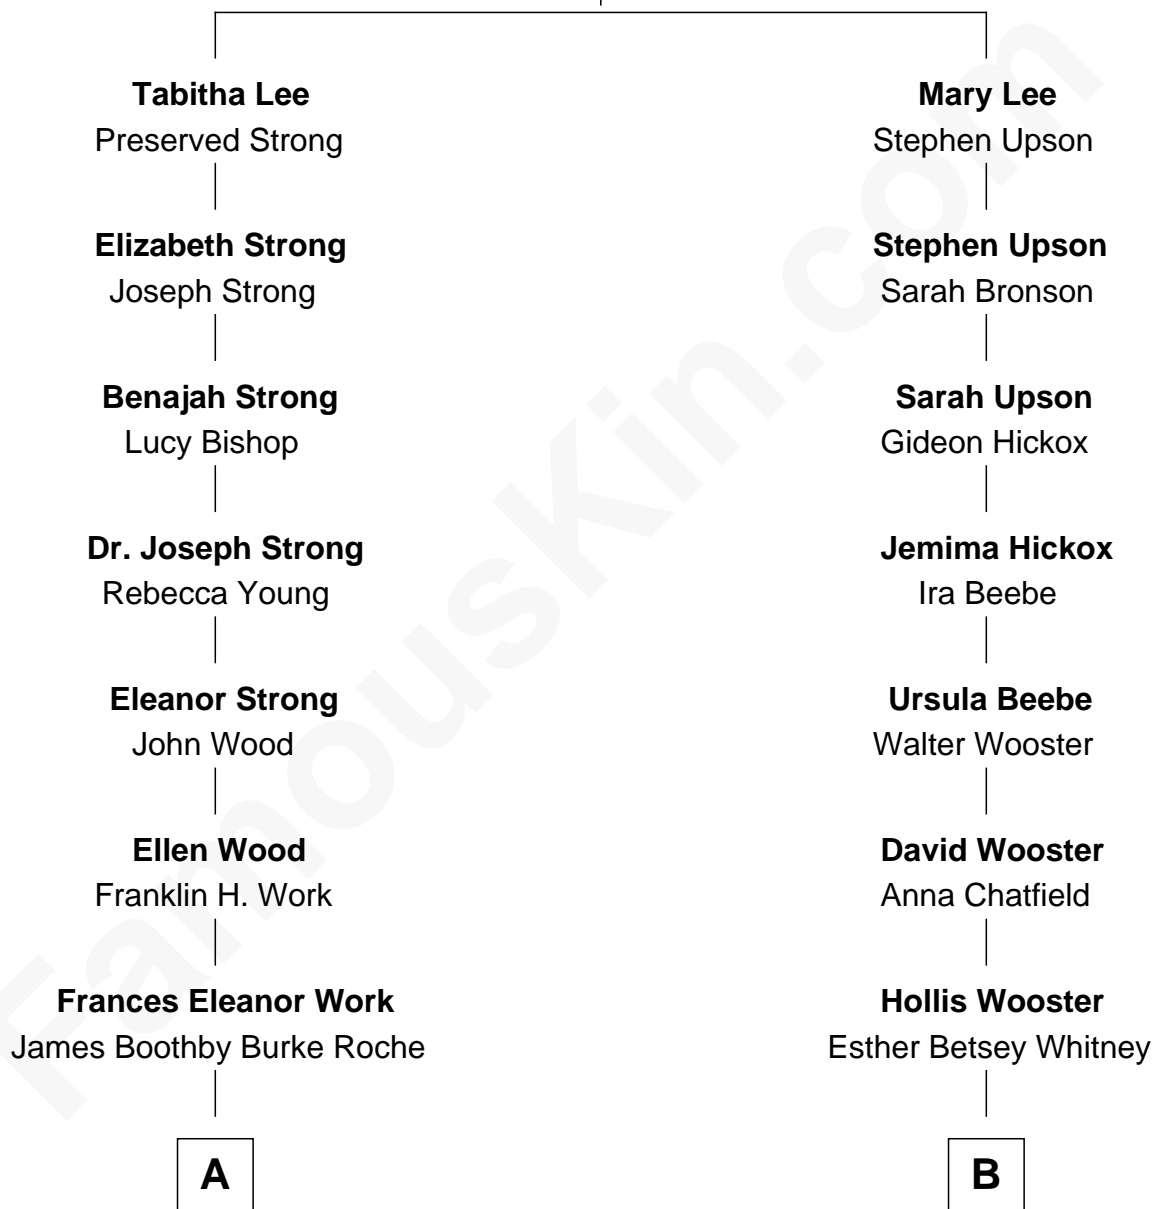 Tabitha Lee
Preserved Strong
Elizabeth Strong
Joseph Strong
Benajah Strong
Lucy Bishop
Dr. Joseph Strong
Rebecca Young
Eleanor Strong
John Wood
Ellen Wood
Franklin H. Work
Frances Eleanor Work
James Boothby Burke Roche
A
Mary Lee
Stephen Upson
Stephen Upson
Sarah Bronson
Sarah Upson
Gideon Hickox
Jemima Hickox
Ira Beebe
Ursula Beebe
Walter Wooster
David Wooster
Anna Chatfield
Hollis Wooster
Esther Betsey Whitney
B
FamousKin.com